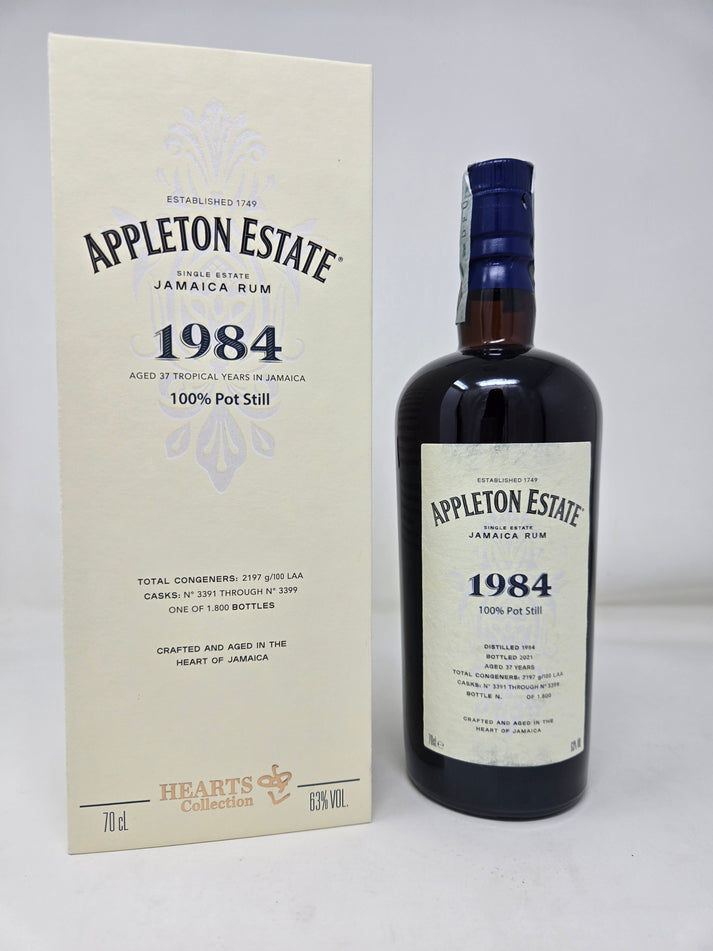 ESTABLISHED 1749
APPLETON ESTATE®
SINGLE ESTATE
JAMAICA RUM
1984
AGED 37 TROPICAL YEARS IN JAMAICA
100% Pot Still
TOTAL CONGENERS: 2197 g/100 LAA
CASKS: N° 3391 THROUGH N° 3399
ONE OF 1.800 BOTTLES
CRAFTED AND AGED IN THE
HEART OF JAMAICA
HEARTS
Collection
70 cL
63% VOL.
ESTABLISHED 1749
APPLETON ESTATE®
SINGLE ESTATE
JAMAICA RUM
1984
100% Pot Still
DISTILLED 1984
BOTTLED 2021
AGED 37 YEARS
TOTAL CONGENERS: 2197 g/100 LAA
CASKS: N° 3391 THROUGH N° 3399
BOTTLE N. OF 1.800
CRAFTED AND AGED IN THE
HEART OF JAMAICA
70cl e